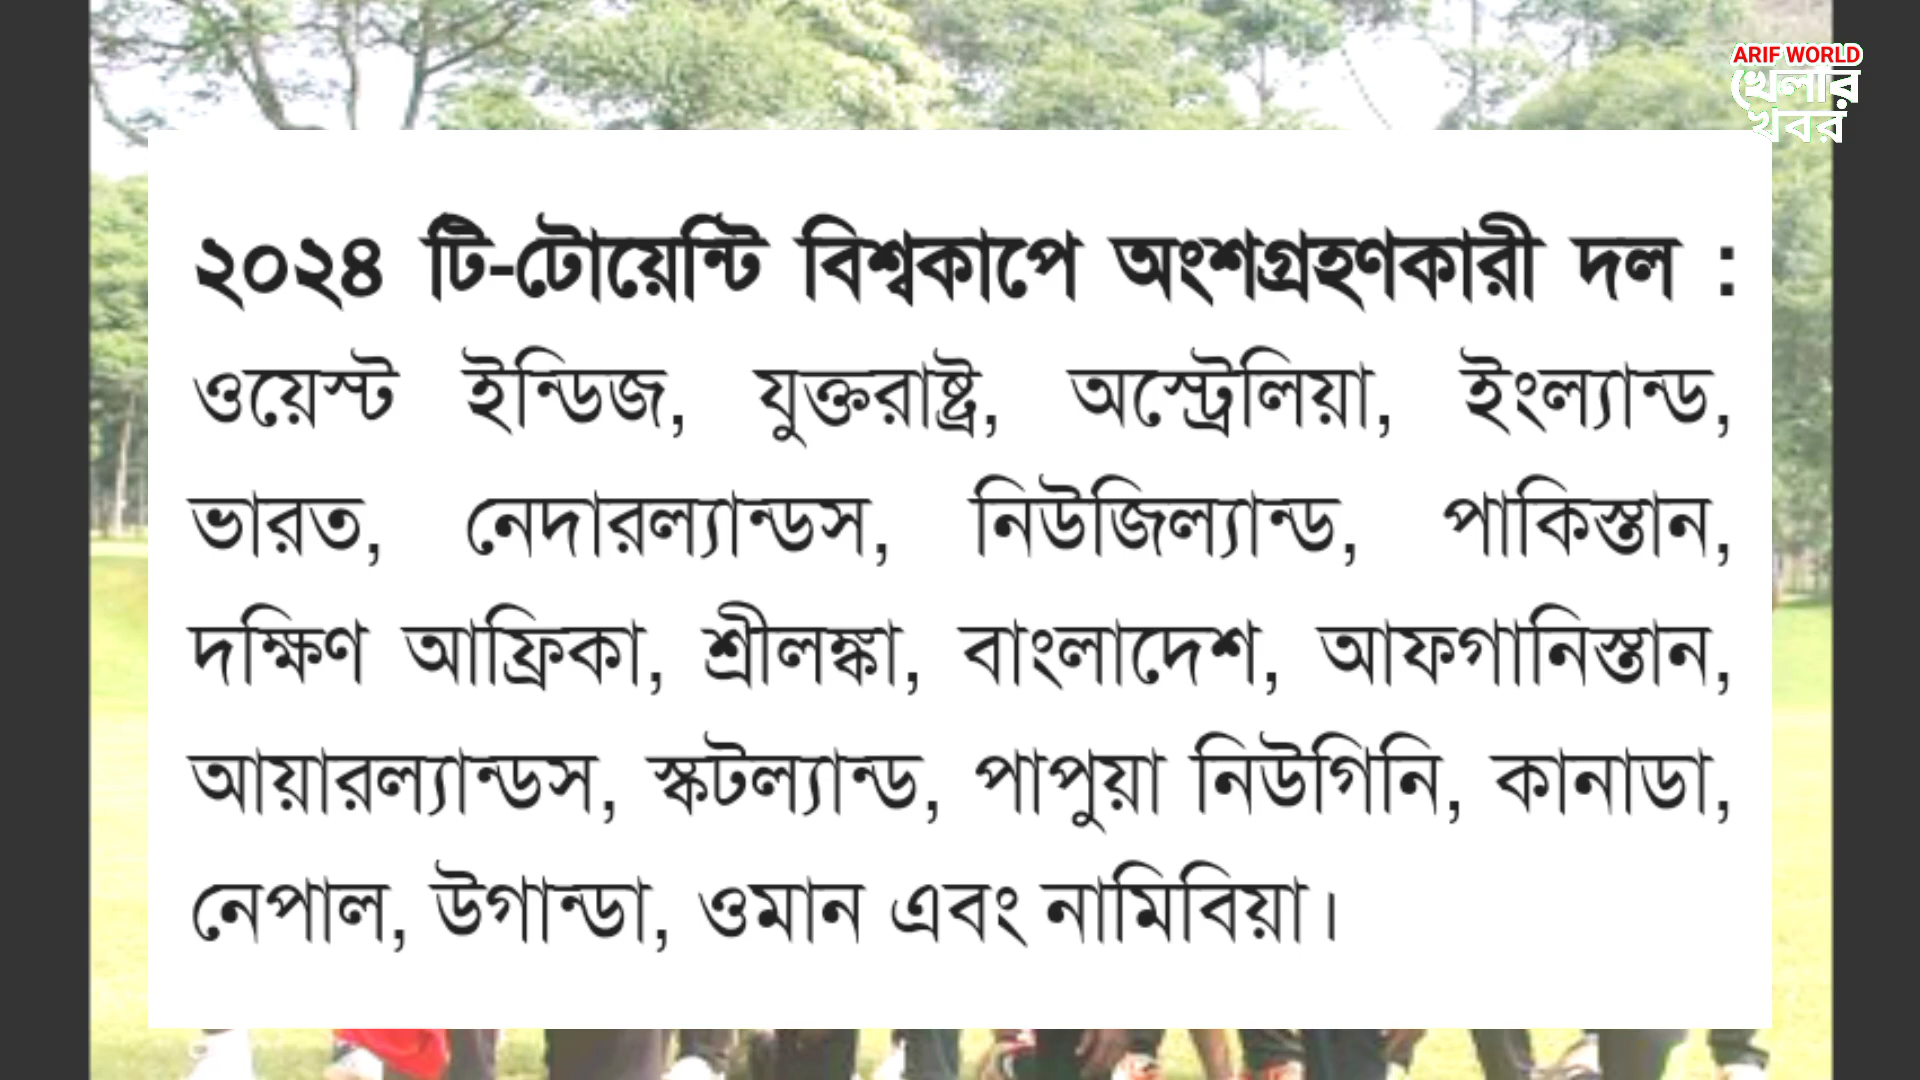 ARIF WORLD
খেলার
খবর
২০২৪ টি-টোয়েন্টি বিশ্বকাপে অংশগ্রহণকারী দল :
ওয়েস্ট ইন্ডিজ, যুক্তরাষ্ট্র, অস্ট্রেলিয়া, ইংল্যান্ড,
ভারত, নেদারল্যান্ডস, নিউজিল্যান্ড, পাকিস্তান,
দক্ষিণ আফ্রিকা, শ্রীলঙ্কা, বাংলাদেশ, আফগানিস্তান,
আয়ারল্যান্ডস, স্কটল্যান্ড, পাপুয়া নিউগিনি, কানাডা,
নেপাল, উগান্ডা, ওমান এবং নামিবিয়া।